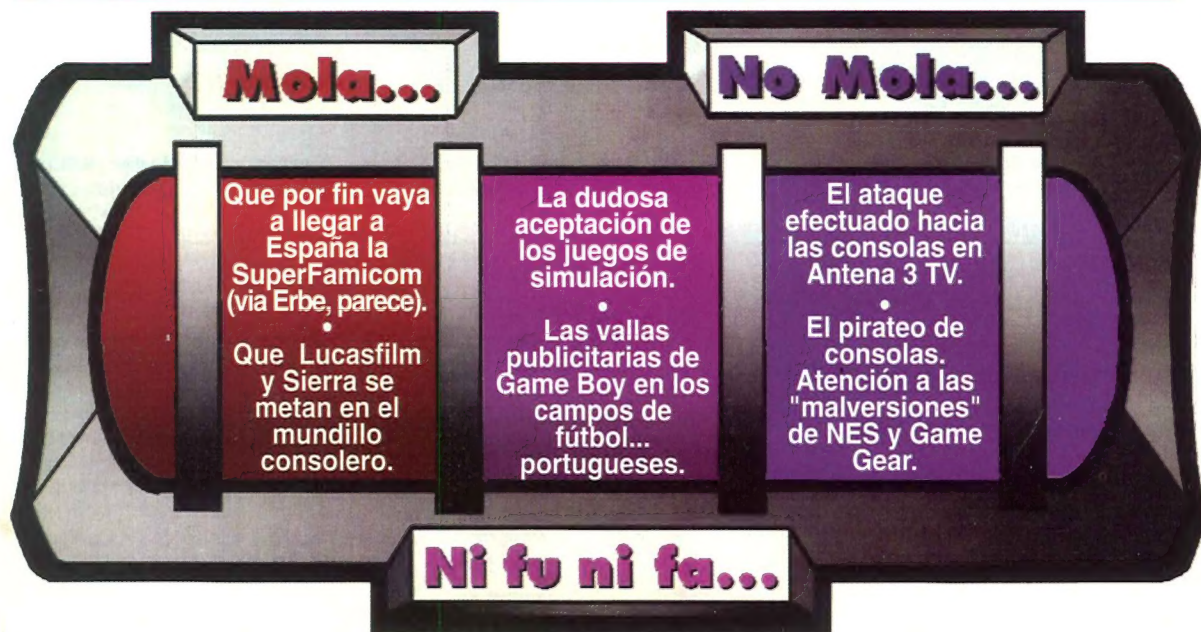 Mola...
No Mola...
Que por fin vaya
a llegar a
España la
SuperFamicom
(via Erbe, parece).
•
Que Lucasfilm
y Sierra se
metan en el
mundillo
consolero.
La dudosa
aceptación de
los juegos de
simulación.
•
Las vallas
publicitarias de
Game Boy en los
campos de
fútbol...
portugueses.
El ataque
efectuado hacia
las consolas en
Antena 3 TV.
•
El pirateo de
consolas.
Atención a las
"malversiones"
de NES y Game
Gear.
Ni fu ni fa...